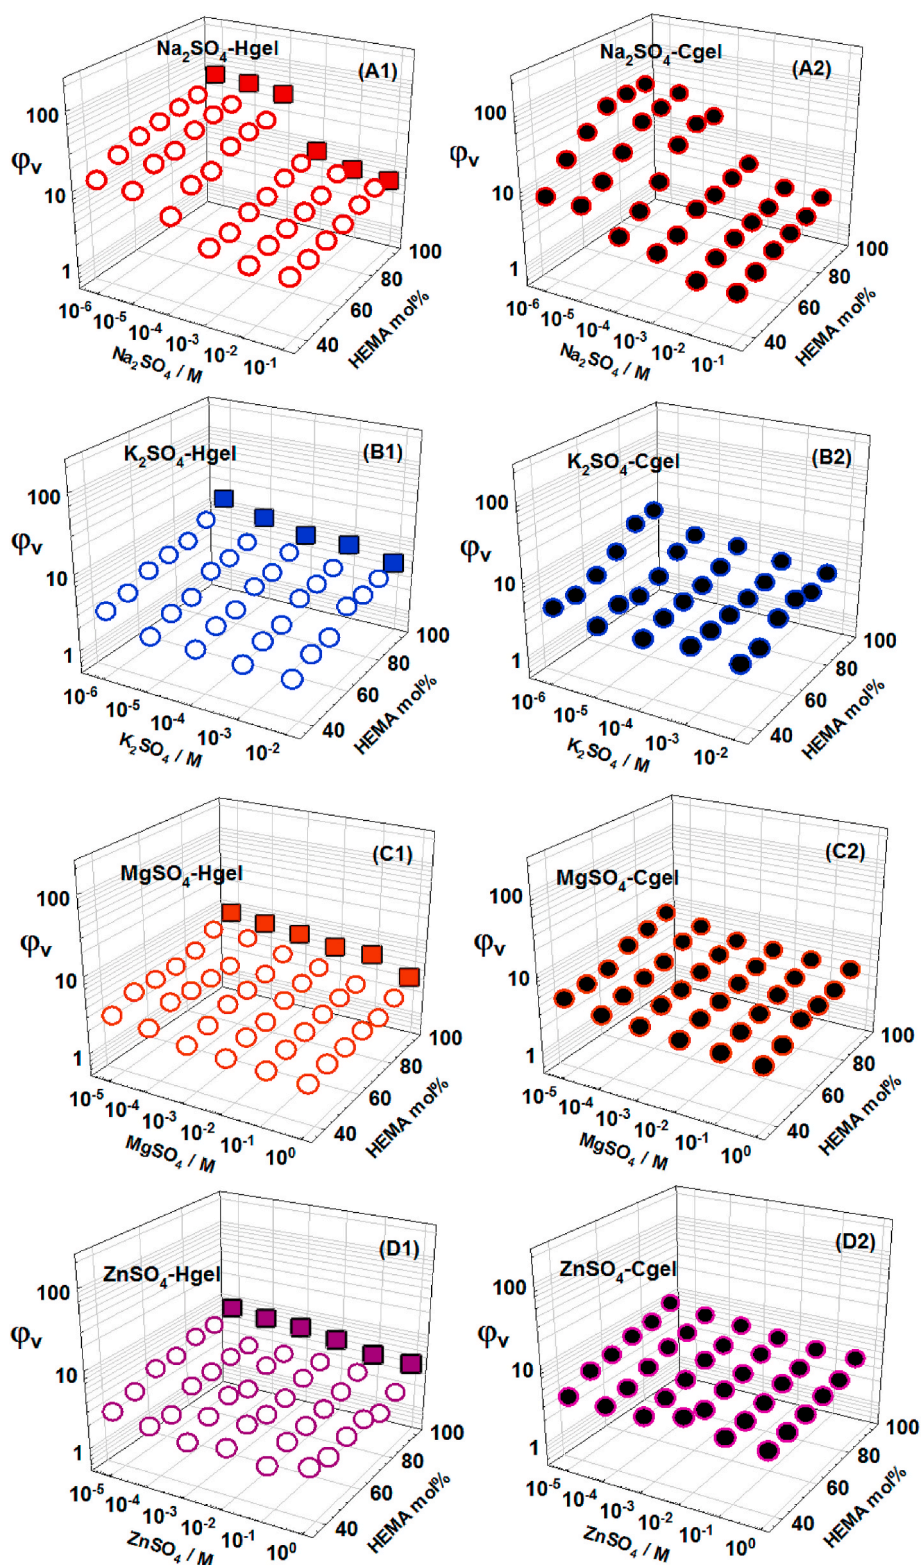 Na₂SO₄-Hgel
(A1)
100
φv
10
1
10⁻⁶
10⁻⁵
10⁻⁴
10⁻³
10⁻²
10⁻¹
Na₂SO₄ / M
40
60
80
100
HEMA mol%
Na₂SO₄-Cgel
(A2)
100
φv
10
1
10⁻⁶
10⁻⁵
10⁻⁴
10⁻³
10⁻²
10⁻¹
Na₂SO₄ / M
40
60
80
100
HEMA mol%
K₂SO₄-Hgel
(B1)
100
φv
10
1
10⁻⁶
10⁻⁵
10⁻⁴
10⁻³
10⁻²
K₂SO₄ / M
40
60
80
100
HEMA mol%
K₂SO₄-Cgel
(B2)
100
φv
10
1
10⁻⁶
10⁻⁵
10⁻⁴
10⁻³
10⁻²
K₂SO₄ / M
40
60
80
100
HEMA mol%
MgSO₄-Hgel
(C1)
100
φv
10
1
10⁻⁵
10⁻⁴
10⁻³
10⁻²
10⁻¹
10⁰
MgSO₄ / M
40
60
80
100
HEMA mol%
MgSO₄-Cgel
(C2)
100
φv
10
1
10⁻⁵
10⁻⁴
10⁻³
10⁻²
10⁻¹
10⁰
MgSO₄ / M
40
60
80
100
HEMA mol%
ZnSO₄-Hgel
(D1)
100
φv
10
1
10⁻⁵
10⁻⁴
10⁻³
10⁻²
10⁻¹
10⁰
ZnSO₄ / M
40
60
80
100
HEMA mol%
ZnSO₄-Cgel
(D2)
100
φv
10
1
10⁻⁵
10⁻⁴
10⁻³
10⁻²
10⁻¹
10⁰
ZnSO₄ / M
40
60
80
100
HEMA mol%